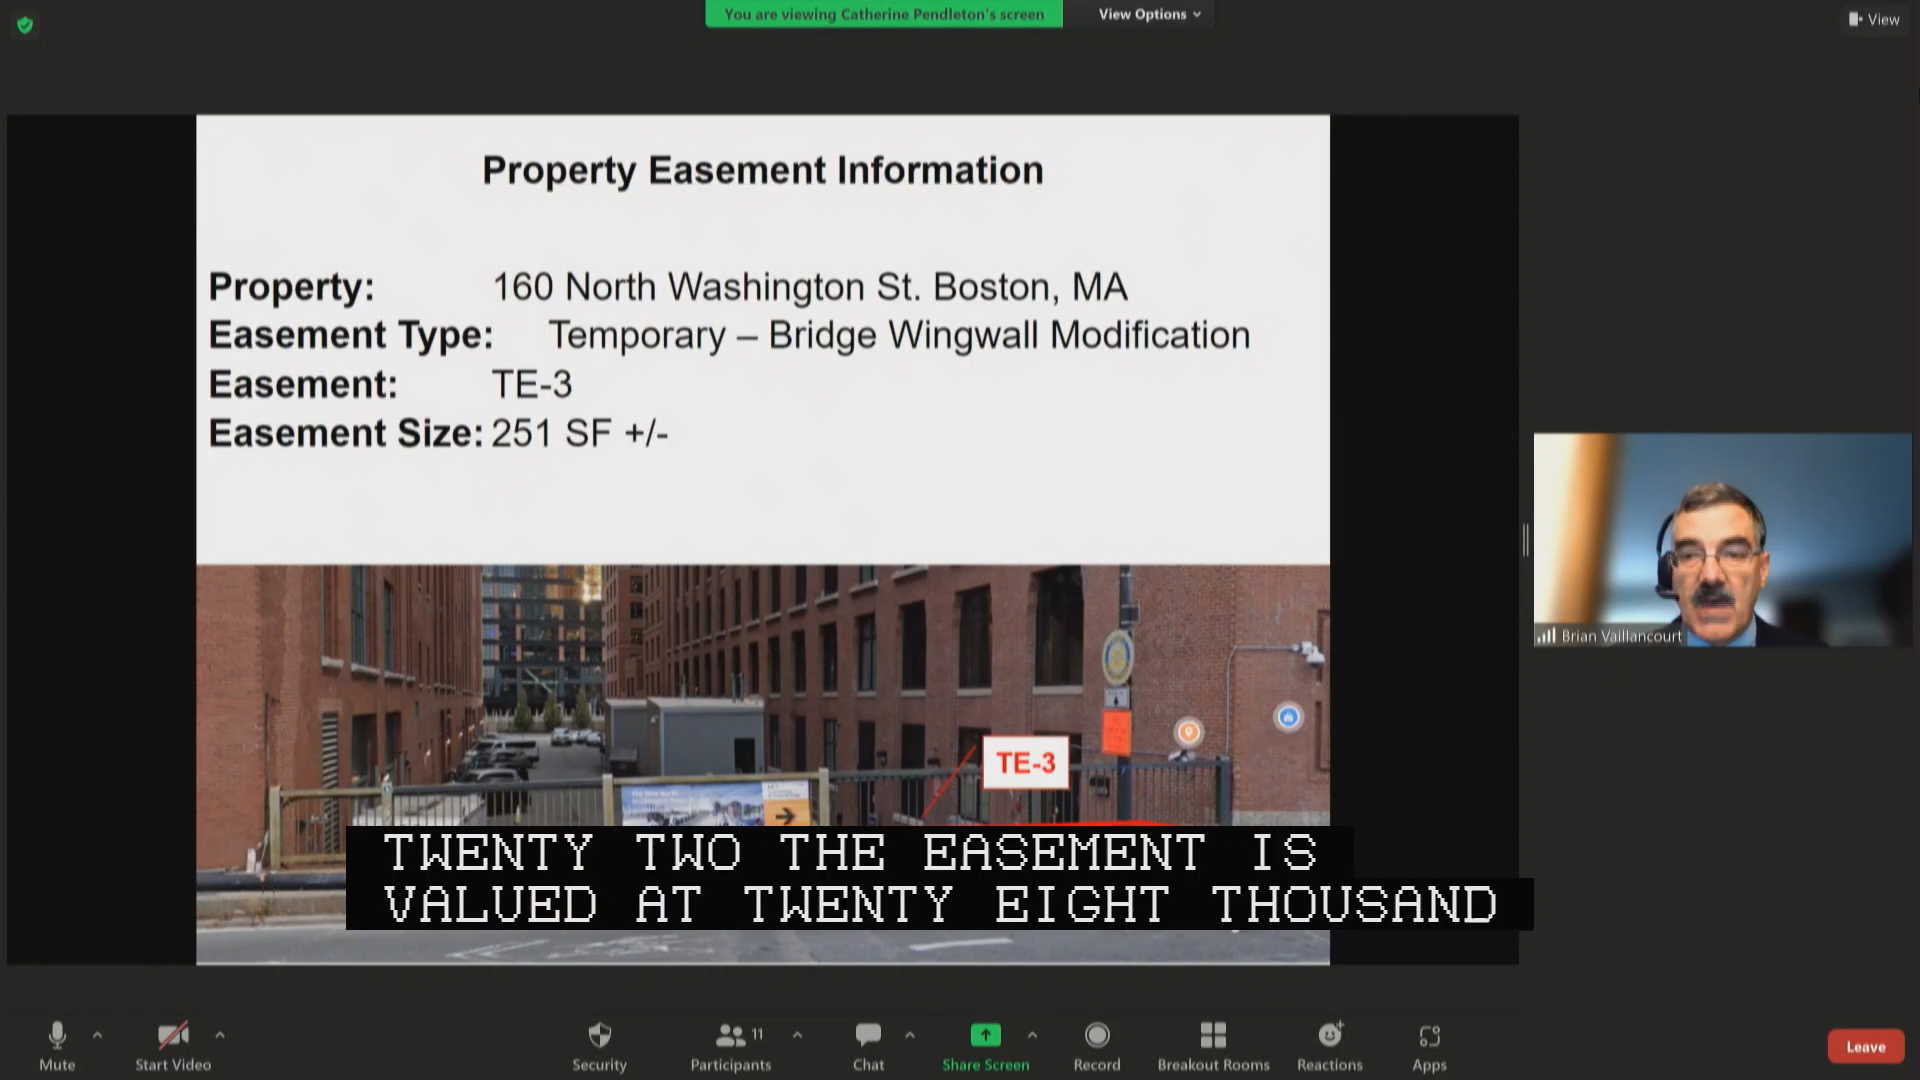 You are viewing Catherine Pendleton's screen
View Options
View
Property Easement Information
Property: 160 North Washington St. Boston, MA
Easement Type: Temporary – Bridge Wingwall Modification
Easement: TE-3
Easement Size: 251 SF +/-
TE-3
TWENTY TWO THE EASEMENT IS
VALUED AT TWENTY EIGHT THOUSAND
Brian Vaillancourt
Mute
Start Video
Security
Participants 11
Chat
Share Screen
Record
Breakout Rooms
Reactions
Apps
Leave